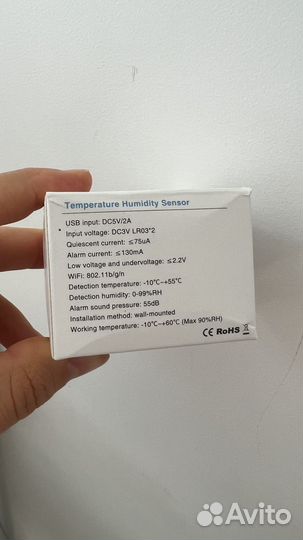 Temperature Humidity Sensor
USB input: DC5V/2A
Input voltage: DC3V LR03*2
Quiescent current: ≤75uA
Alarm current: ≤130mA
Low voltage and undervoltage: ≤2.2V
WiFi: 802.11b/g/n
Detection temperature: -10℃~+55℃
Detection humidity: 0-99%RH
Alarm sound pressure: 55dB
Installation method: wall-mounted
Working temperature: -10℃~+60℃ (Max 90%RH)
CE RoHS
Avito